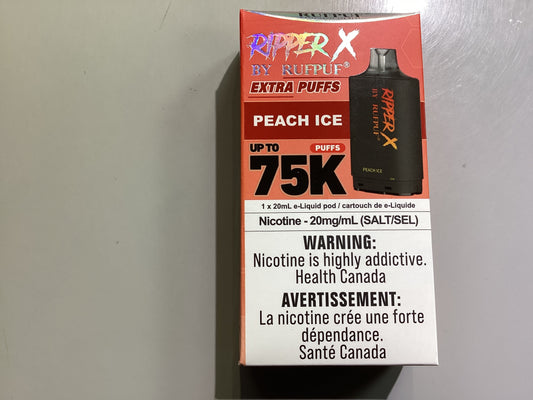 RUFPUF
RIPPER X
BY RUFPUF®
EXTRA PUFFS
PEACH ICE
RIPPER X
BY RUFPUF
PEACH ICE
UP TO
75K
PUFFS
1 x 20mL e-Liquid pod / cartouche de e-Liquide
Nicotine - 20mg/mL (SALT/SEL)
WARNING:
Nicotine is highly addictive.
Health Canada
AVERTISSEMENT:
La nicotine crée une forte
dépendance.
Santé Canada